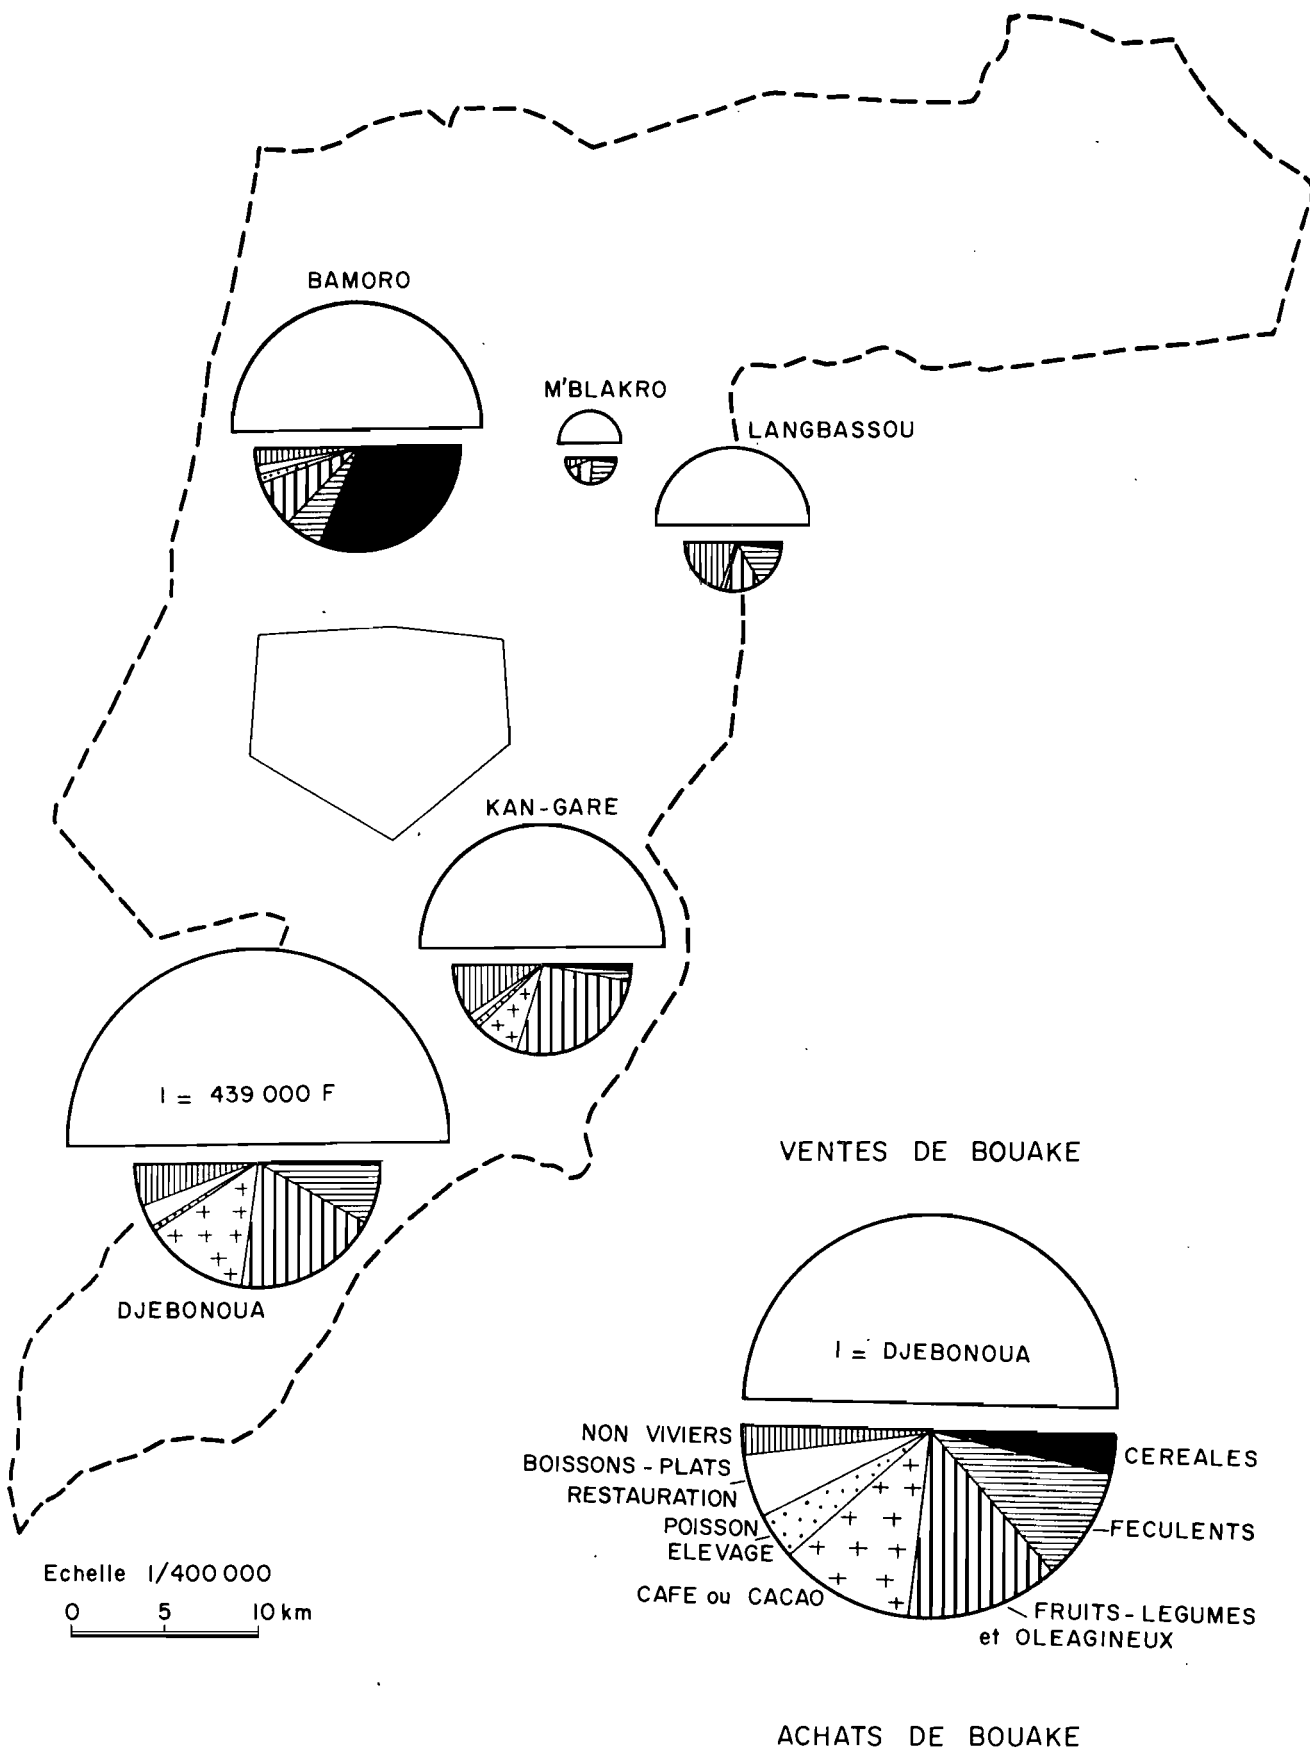 BAMORO
M'BLAKRO
LANGBASSOU
KAN-GARE
I = 439 000 F
DJEBONOUA
VENTES DE BOUAKE
I = DJEBONOUA
NON VIVIERS
BOISSONS - PLATS
RESTAURATION
POISSON
ELEVAGE
CAFE ou CACAO
CEREALES
FECULENTS
FRUITS - LEGUMES
et OLEAGINEUX
Echelle 1/400 000
0 5 10 km
ACHATS DE BOUAKE